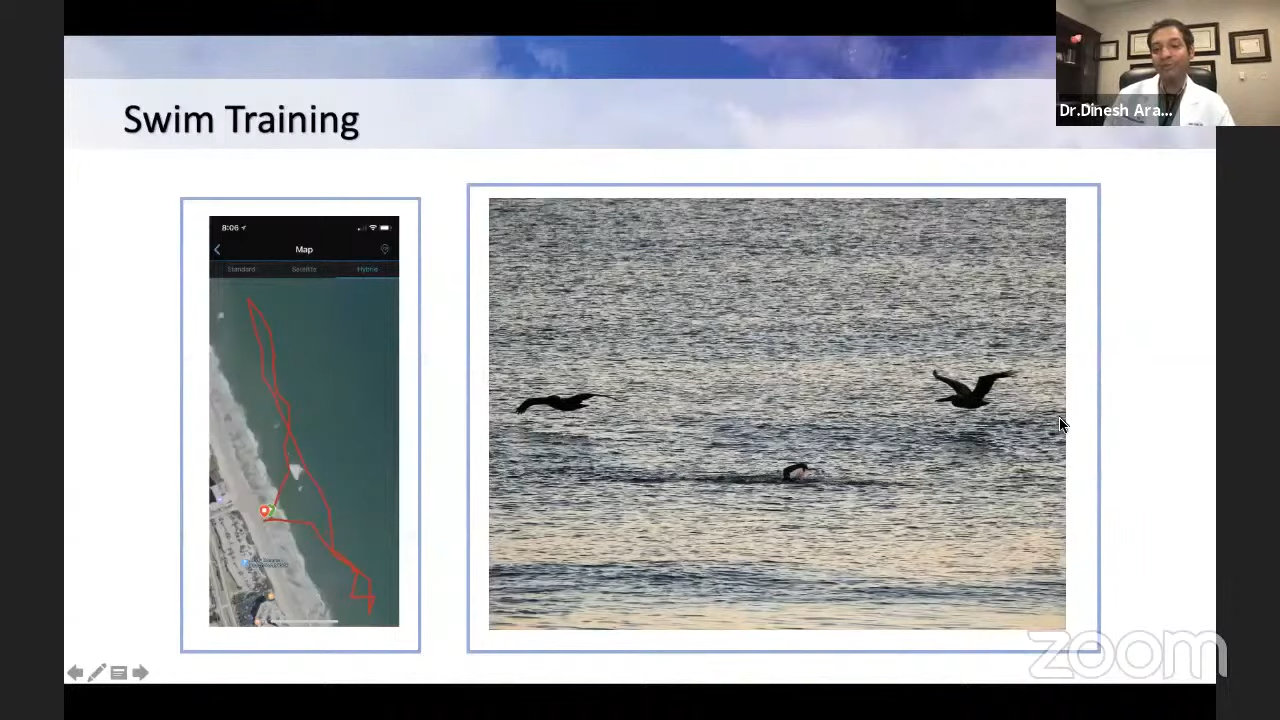 Swim Training
Dr.Dinesh Ara...
8:06
Map
Standard
Satellite
Hybrid
zoom